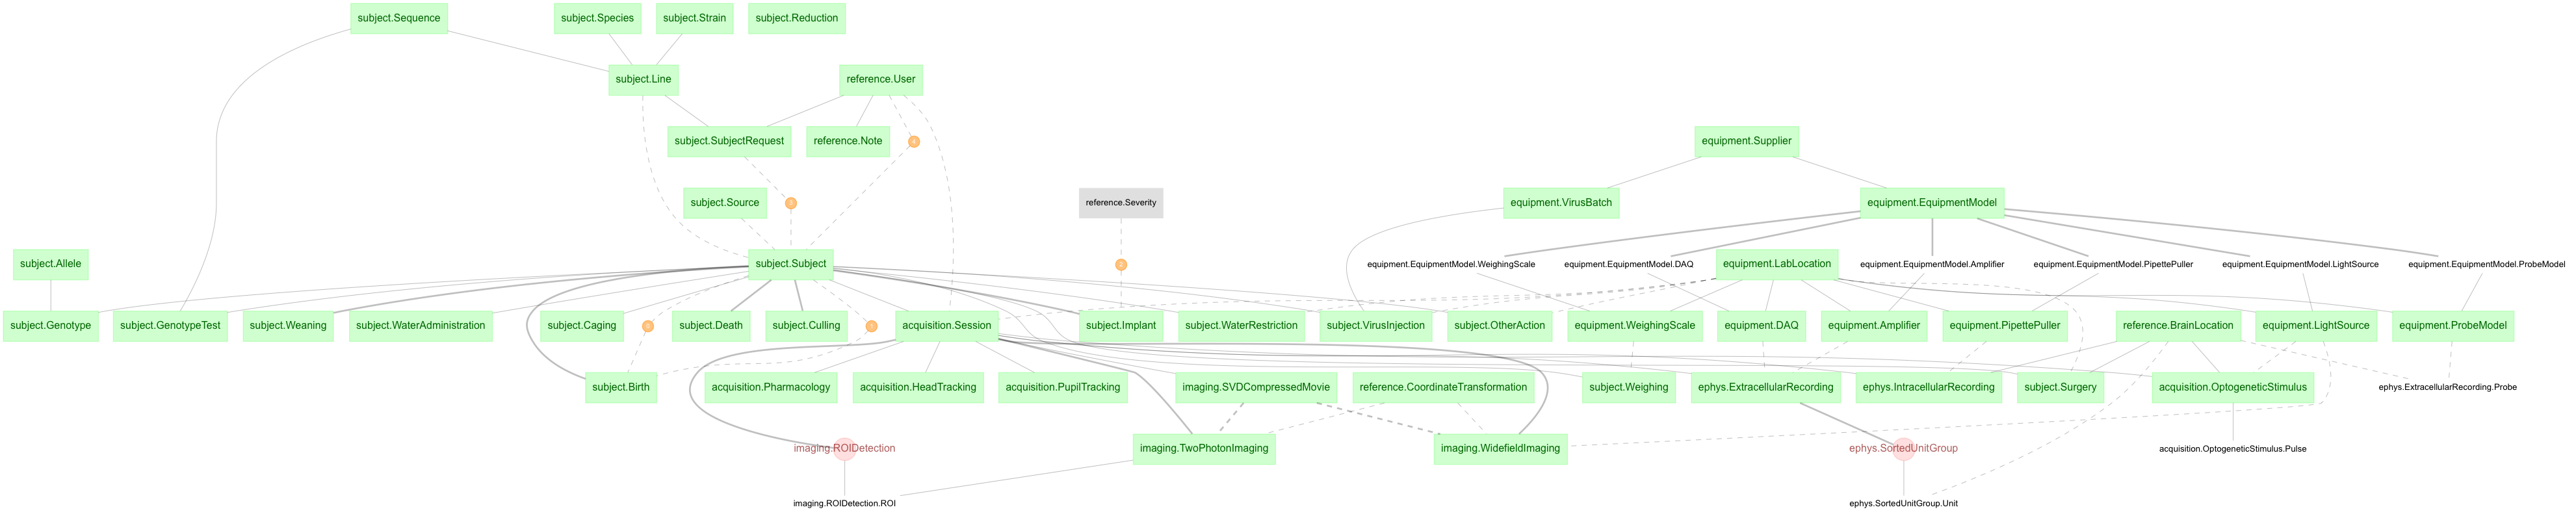 subject.Sequence
subject.Species
subject.Strain
subject.Reduction
subject.Line
reference.User
subject.SubjectRequest
reference.Note
4
equipment.Supplier
subject.Source
3
reference.Severity
equipment.VirusBatch
equipment.EquipmentModel
subject.Allele
subject.Subject
2
equipment.EquipmentModel.WeighingScale
equipment.EquipmentModel.DAQ
equipment.LabLocation
equipment.EquipmentModel.Amplifier
equipment.EquipmentModel.PipettePuller
equipment.EquipmentModel.LightSource
equipment.EquipmentModel.ProbeModel
subject.Genotype
subject.GenotypeTest
subject.Weaning
subject.WaterAdministration
subject.Caging
0
subject.Death
subject.Culling
1
acquisition.Session
subject.Implant
subject.WaterRestriction
subject.VirusInjection
subject.OtherAction
equipment.WeighingScale
equipment.DAQ
equipment.Amplifier
equipment.PipettePuller
reference.BrainLocation
equipment.LightSource
equipment.ProbeModel
subject.Birth
acquisition.Pharmacology
acquisition.HeadTracking
acquisition.PupilTracking
imaging.SVDCompressedMovie
reference.CoordinateTransformation
subject.Weighing
ephys.ExtracellularRecording
ephys.IntracellularRecording
subject.Surgery
acquisition.OptogeneticStimulus
ephys.ExtracellularRecording.Probe
imaging.ROIDetection
imaging.TwoPhotonImaging
imaging.WidefieldImaging
ephys.SortedUnitGroup
acquisition.OptogeneticStimulus.Pulse
imaging.ROIDetection.ROI
ephys.SortedUnitGroup.Unit